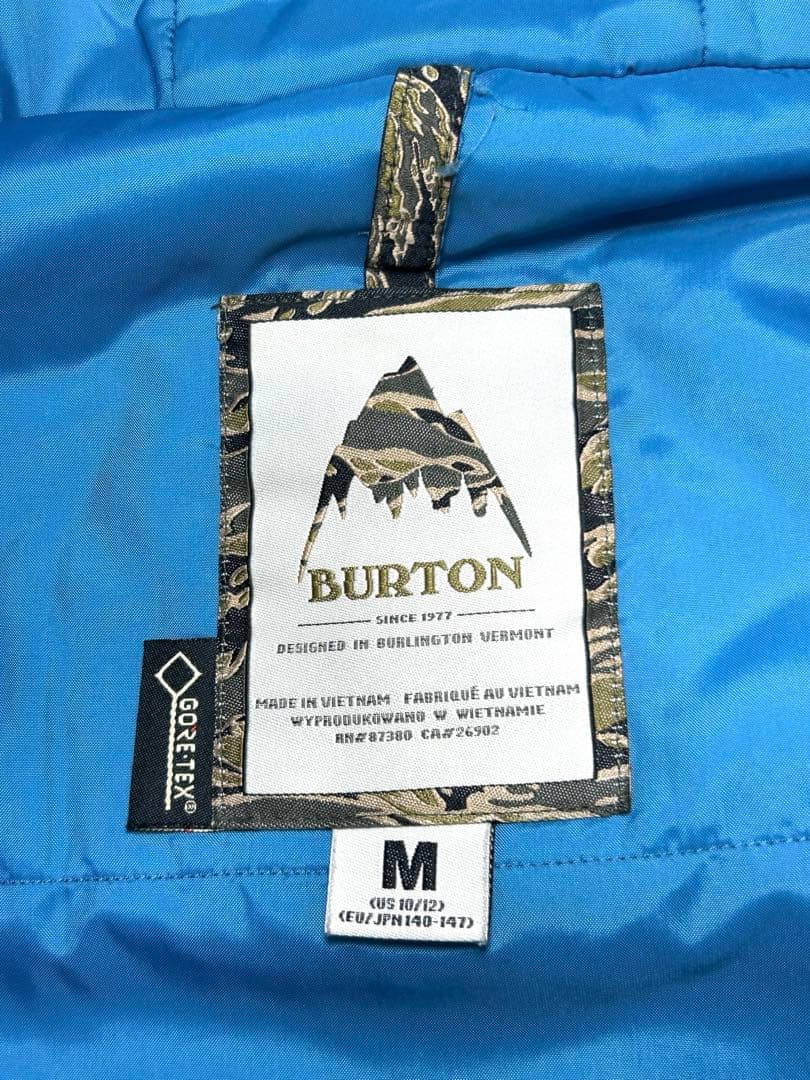 BURTON
SINCE 1977
DESIGNED IN BURLINGTON VERMONT
MADE IN VIETNAM FABRIQUÉ AU VIETNAM
WYPRODUKOWANO W WIETNAMIE
RN#87380 CA#26902
GORE-TEX®
M
(US 10/12)
(EU/JPN 140-147)